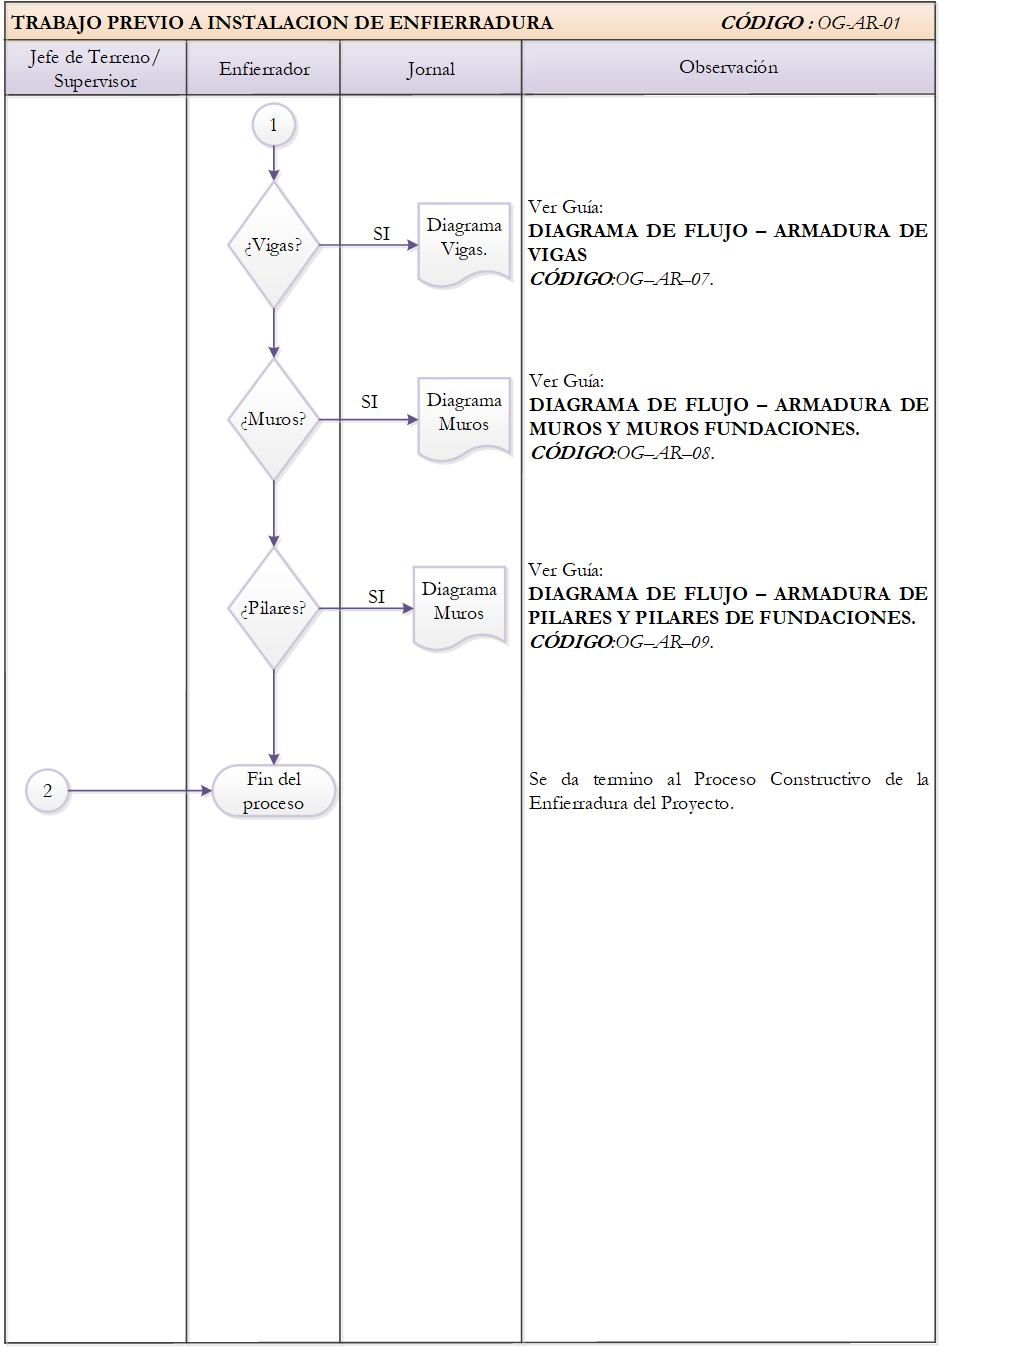 TRABAJO PREVIO A INSTALACION DE ENFIERRADURA CÓDIGO : OG-AR-01
Jefe de Terreno/
Supervisor
Enfierrador
Jornal
Observación
1
¿Vigas?
SI
Diagrama
Vigas.
Ver Guía:
DIAGRAMA DE FLUJO – ARMADURA DE
VIGAS
CÓDIGO:OG–AR–07.
¿Muros?
SI
Diagrama
Muros
Ver Guía:
DIAGRAMA DE FLUJO – ARMADURA DE
MUROS Y MUROS FUNDACIONES.
CÓDIGO:OG–AR–08.
¿Pilares?
SI
Diagrama
Muros
Ver Guía:
DIAGRAMA DE FLUJO – ARMADURA DE
PILARES Y PILARES DE FUNDACIONES.
CÓDIGO:OG–AR–09.
2
Fin del
proceso
Se da termino al Proceso Constructivo de la
Enfierradura del Proyecto.